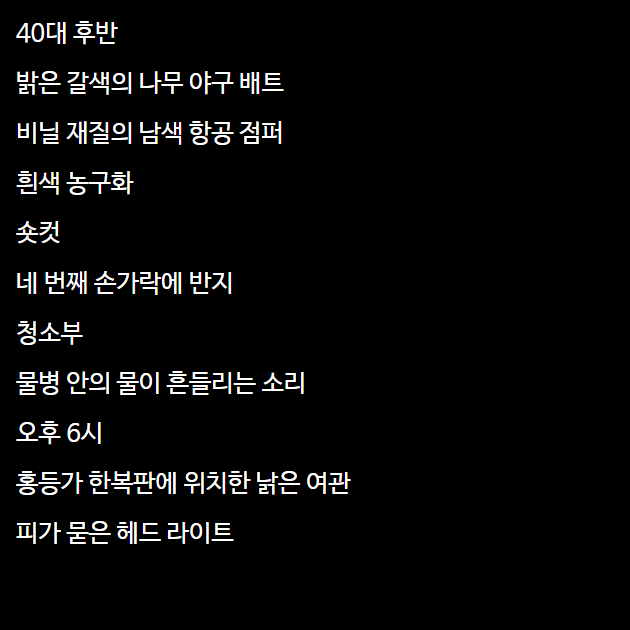 40대 후반
밝은 갈색의 나무 야구 배트
비닐 재질의 남색 항공 점퍼
흰색 농구화
숏컷
네 번째 손가락에 반지
청소부
물병 안의 물이 흔들리는 소리
오후 6시
홍등가 한복판에 위치한 낡은 여관
피가 묻은 헤드 라이트